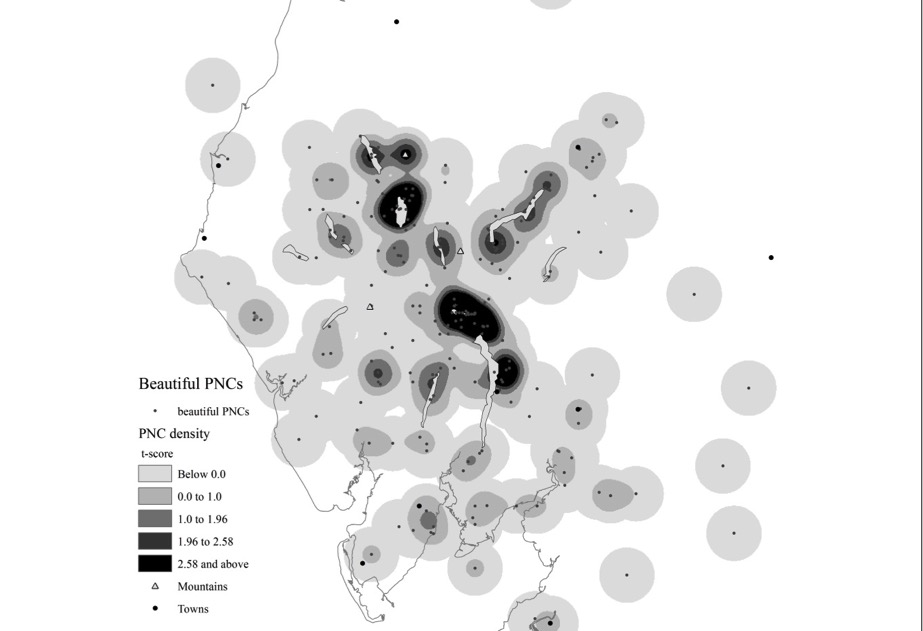 Beautiful PNCs
beautiful PNCs
PNC density
t-score
Below 0.0
0.0 to 1.0
1.0 to 1.96
1.96 to 2.58
2.58 and above
Mountains
Towns